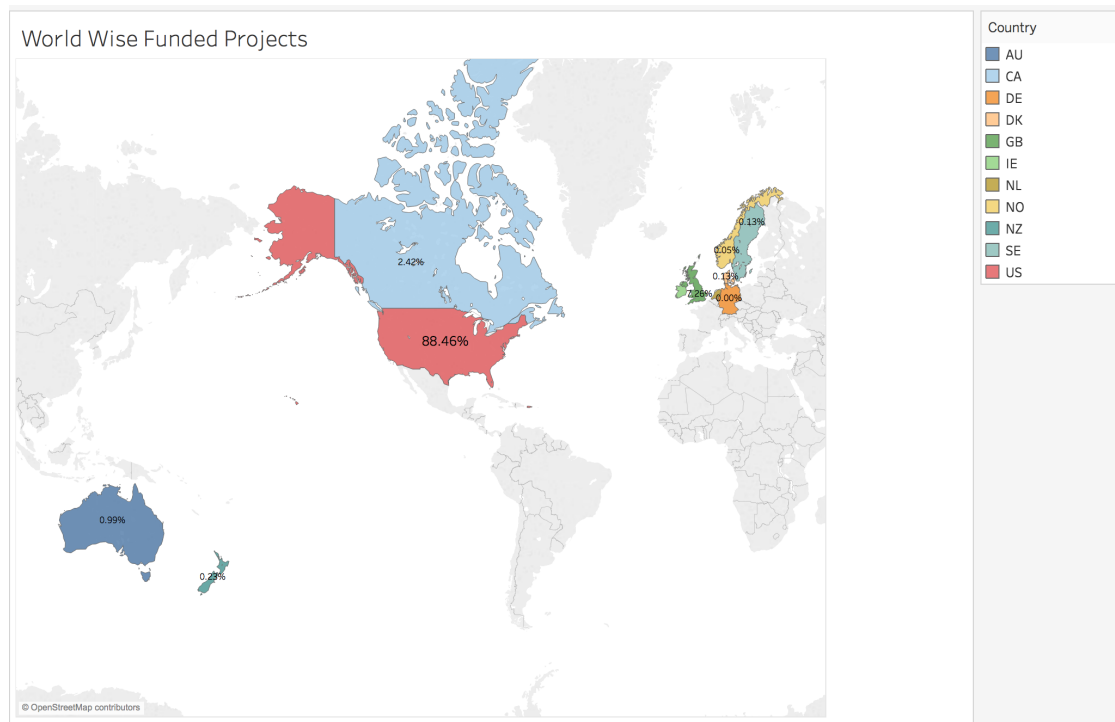 World Wise Funded Projects
Country
AU
CA
DE
DK
GB
IE
NL
NO
NZ
SE
US
0.13%
0.05%
2.42%
0.13%
7.26%
0.00%
88.46%
0.99%
0.23%
© OpenStreetMap contributors